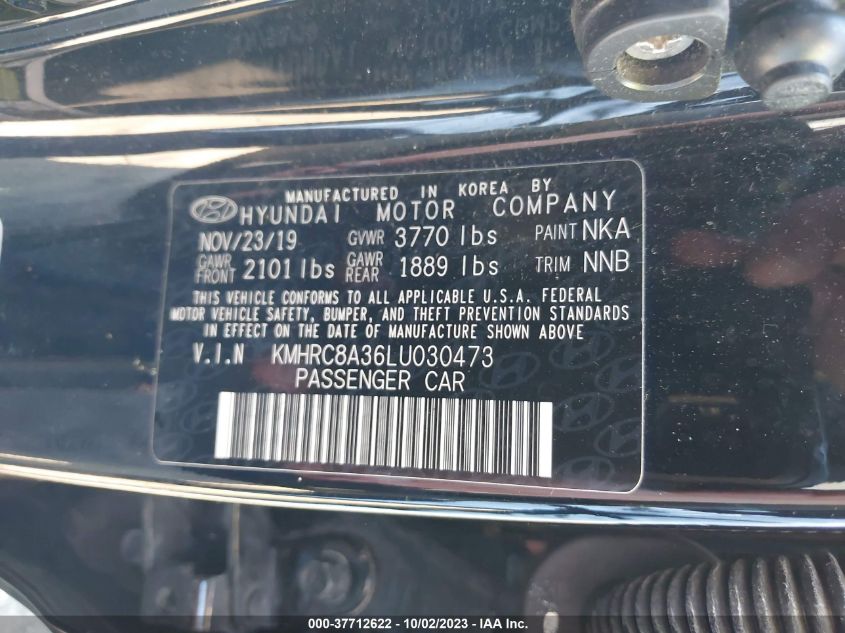 MANUFACTURED IN KOREA BY
HYUNDAI MOTOR COMPANY
NOV/23/19 GVWR 3770 lbs PAINT NKA
GAWR FRONT 2101 lbs GAWR REAR 1889 lbs TRIM NNB
THIS VEHICLE CONFORMS TO ALL APPLICABLE U.S.A. FEDERAL
MOTOR VEHICLE SAFETY, BUMPER, AND THEFT PREVENTION STANDARDS
IN EFFECT ON THE DATE OF MANUFACTURE SHOWN ABOVE
V.I.N KMHRC8A36LU030473
PASSENGER CAR
000-37712622 - 10/02/2023 - Copyright © 2023 IAA, Inc.